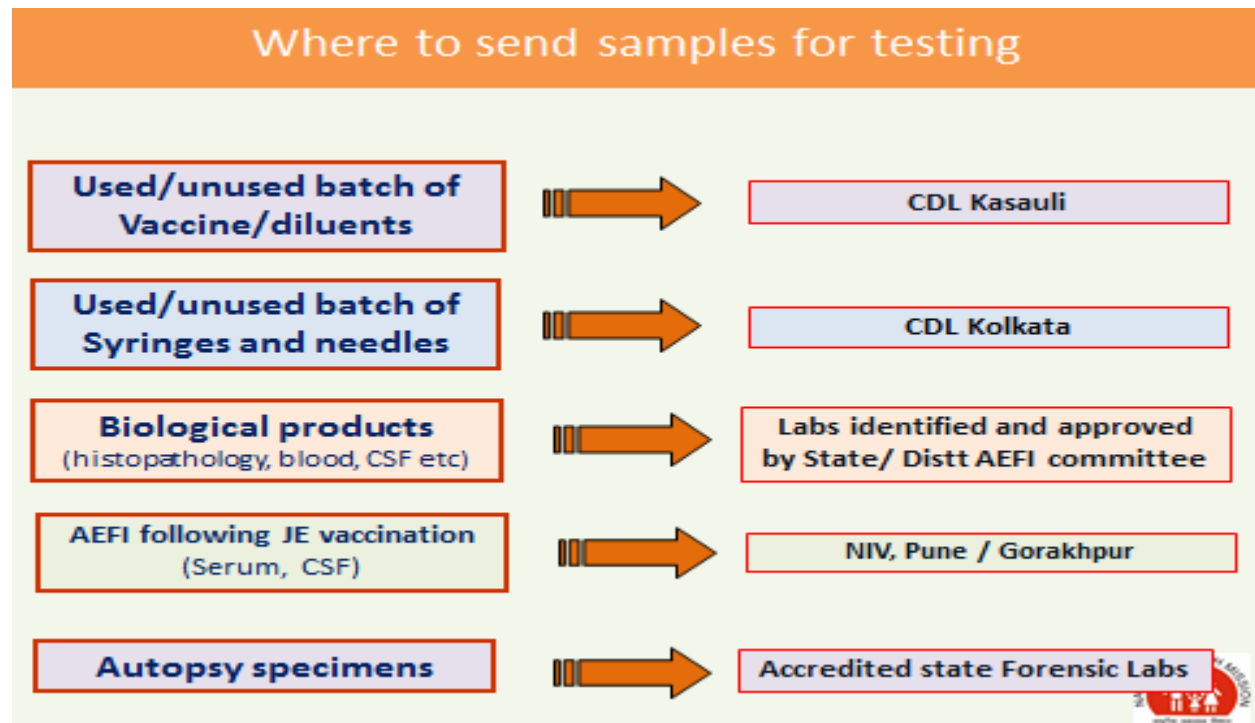 Where to send samples for testing
Used/unused batch of
Vaccine/diluents
CDL Kasauli
Used/unused batch of
Syringes and needles
CDL Kolkata
Biological products
(histopathology, blood, CSF etc)
Labs identified and approved
by State/ Distt AEFI committee
AEFI following JE vaccination
(Serum, CSF)
NIV, Pune / Gorakhpur
Autopsy specimens
Accredited state Forensic Labs
MISSION